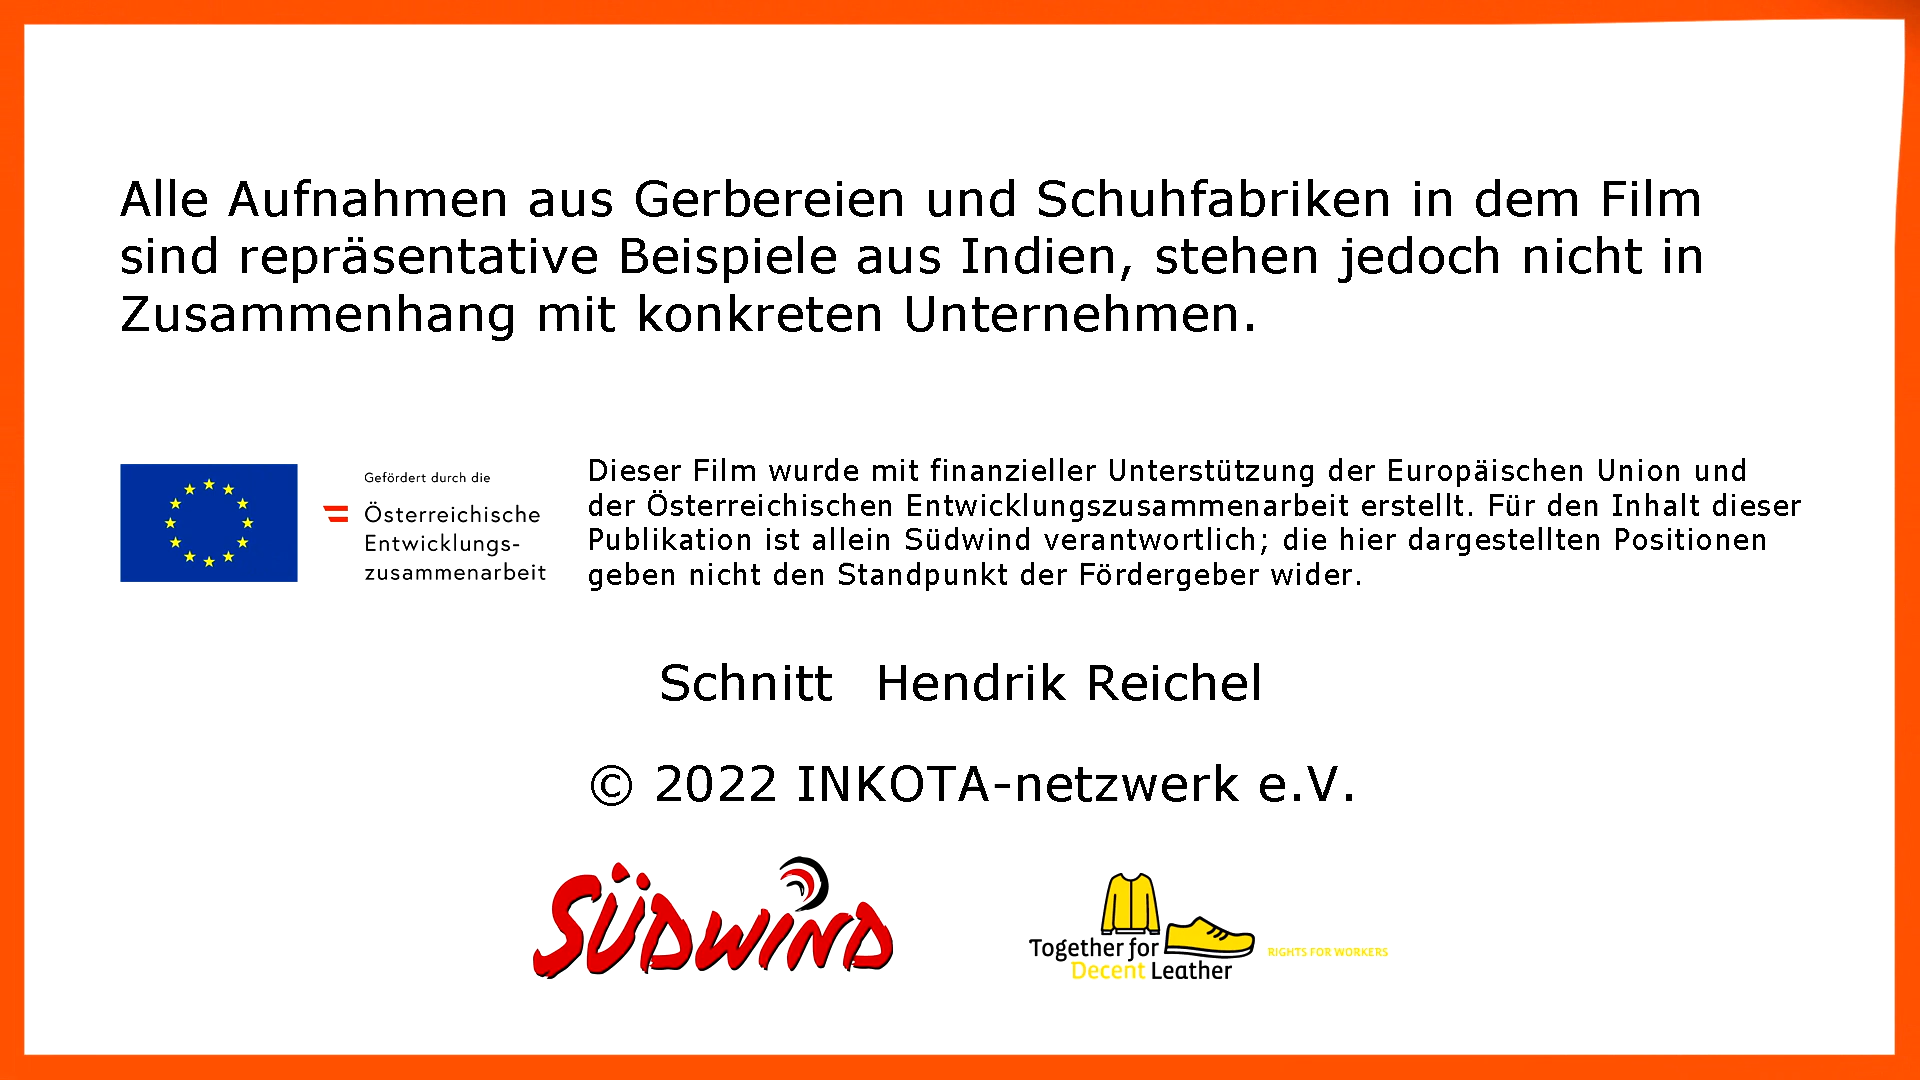 Alle Aufnahmen aus Gerbereien und Schuhfabriken in dem Film
sind repräsentative Beispiele aus Indien, stehen jedoch nicht in
Zusammenhang mit konkreten Unternehmen.
Gefördert durch die
Österreichische
Entwicklungs-
zusammenarbeit
Dieser Film wurde mit finanzieller Unterstützung der Europäischen Union und
der Österreichischen Entwicklungszusammenarbeit erstellt. Für den Inhalt dieser
Publikation ist allein Südwind verantwortlich; die hier dargestellten Positionen
geben nicht den Standpunkt der Fördergeber wider.
Schnitt Hendrik Reichel
© 2022 INKOTA-netzwerk e.V.
SÜDWIND
Together for
Decent Leather
RIGHTS FOR WORKERS